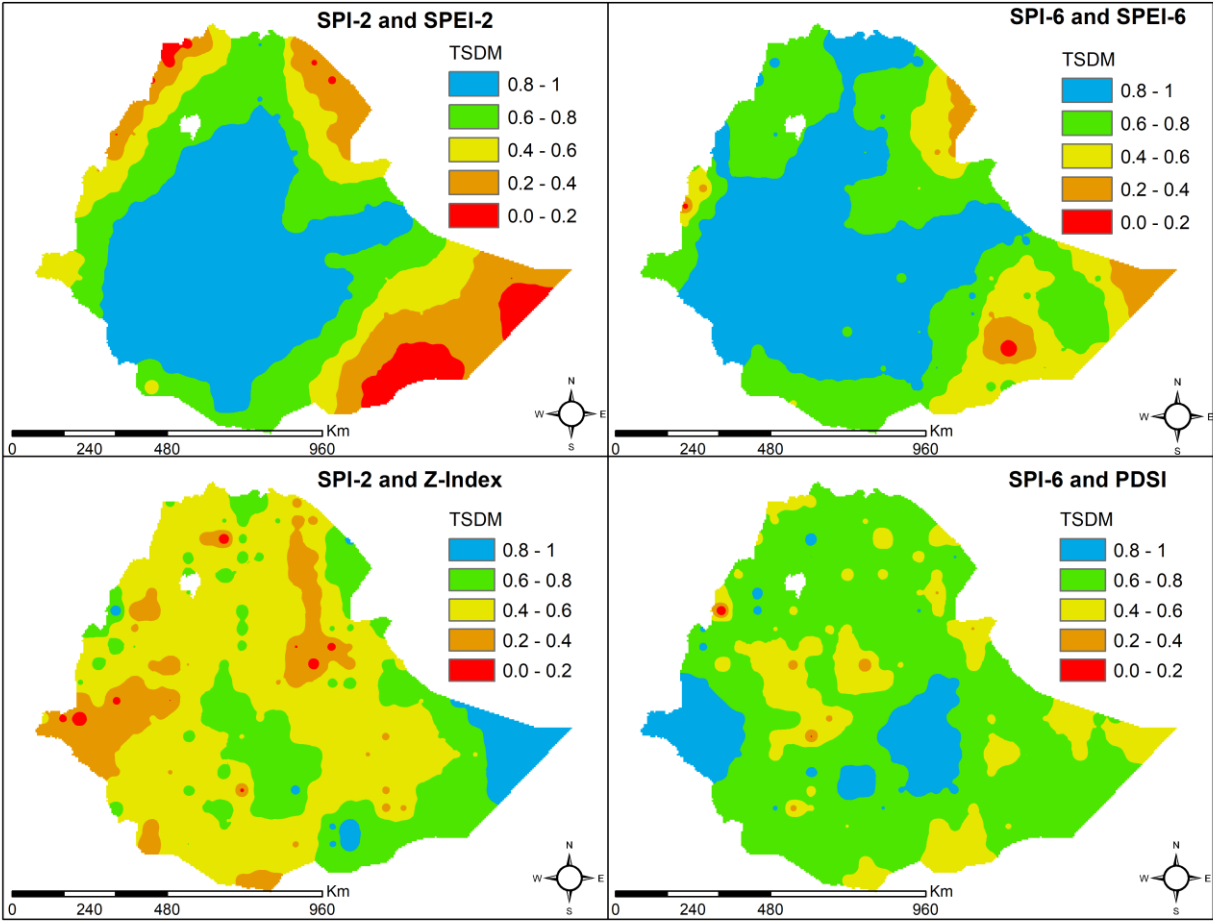 SPI-2 and SPEI-2
TSDM
0.8 - 1
0.6 - 0.8
0.4 - 0.6
0.2 - 0.4
0.0 - 0.2
N
W E
S
Km
0 240 480 960
SPI-6 and SPEI-6
TSDM
0.8 - 1
0.6 - 0.8
0.4 - 0.6
0.2 - 0.4
0.0 - 0.2
N
W E
S
Km
0 240 480 960
SPI-2 and Z-Index
TSDM
0.8 - 1
0.6 - 0.8
0.4 - 0.6
0.2 - 0.4
0.0 - 0.2
N
W E
S
Km
0 240 480 960
SPI-6 and PDSI
TSDM
0.8 - 1
0.6 - 0.8
0.4 - 0.6
0.2 - 0.4
0.0 - 0.2
N
W E
S
Km
0 240 480 960